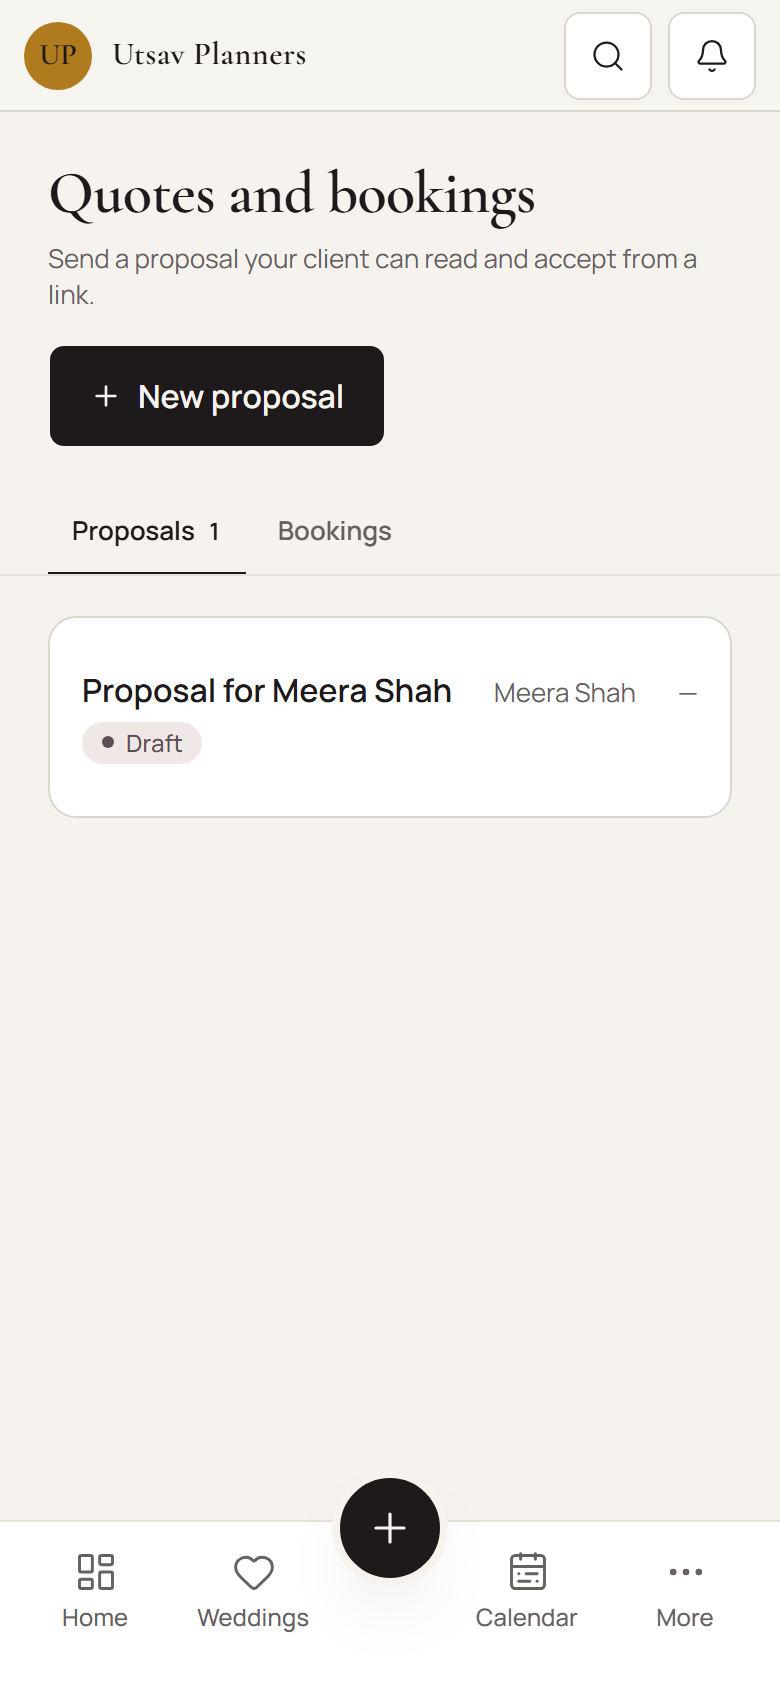 UP Utsav Planners
Quotes and bookings
Send a proposal your client can read and accept from a
link.
+ New proposal
Proposals 1 Bookings
Proposal for Meera Shah Meera Shah –
Draft
Home Weddings Calendar More